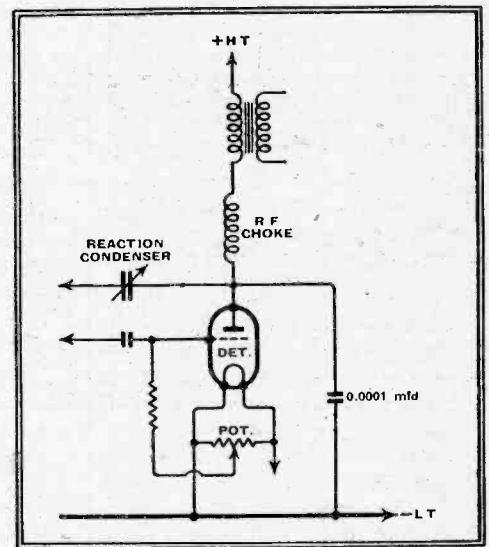 +HT
R F
CHOKE
REACTION
CONDENSER
DET.
0.0001 mfd
POT.
-LT